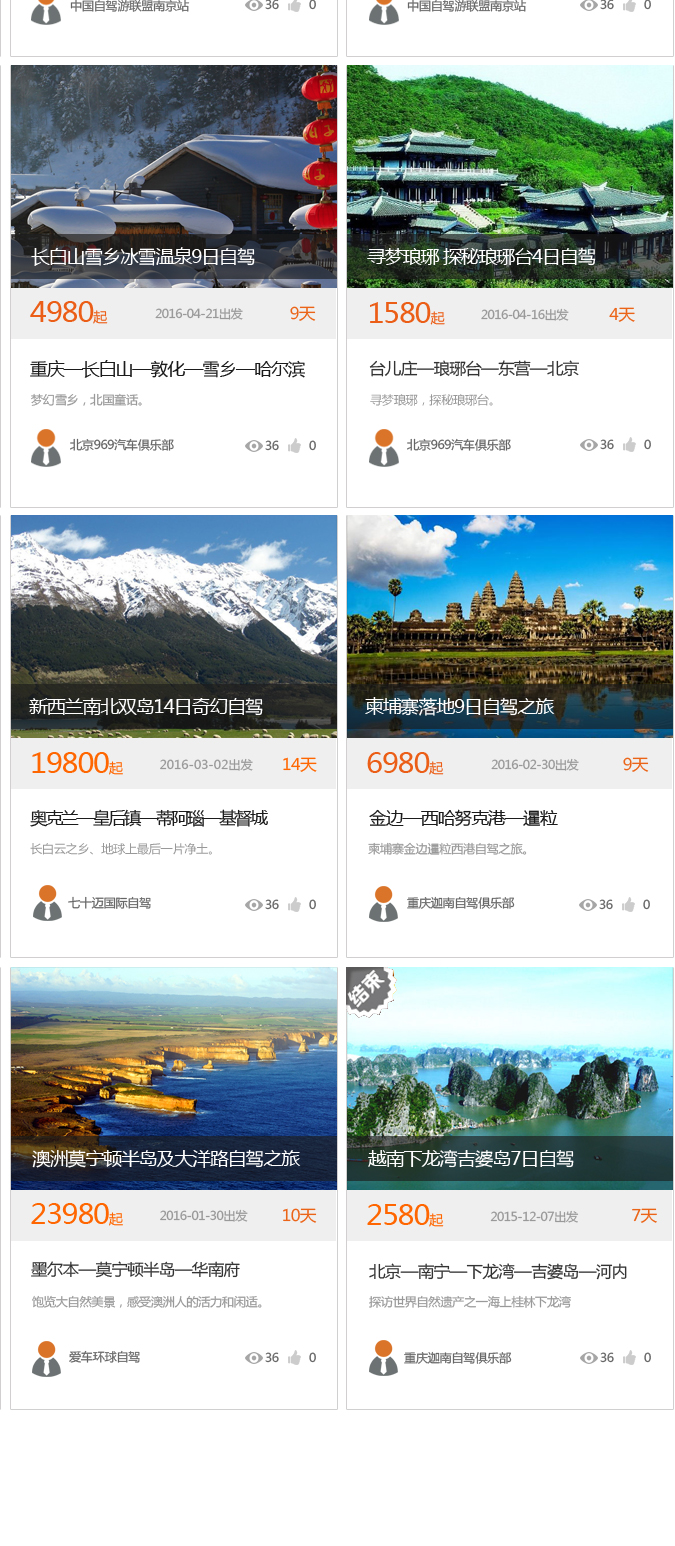 中国自驾游联盟南京站 36 0
中国自驾游联盟南京站 36 0
长白山雪乡冰雪温泉9日自驾
4980起 2016-04-21出发 9天
重庆—长白山—敦化—雪乡—哈尔滨
梦幻雪乡，北国童话。
北京969汽车俱乐部 36 0
寻梦琅琊 探秘琅琊台4日自驾
1580起 2016-04-16出发 4天
台儿庄—琅琊台—东营—北京
寻梦琅琊，探秘琅琊台。
北京969汽车俱乐部 36 0
新西兰南北双岛14日奇幻自驾
19800起 2016-03-02出发 14天
奥克兰—皇后镇—蒂阿瑙—基督城
长白云之乡、地球上最后一片净土。
七十迈国际自驾 36 0
柬埔寨落地9日自驾之旅
6980起 2016-02-30出发 9天
金边—西哈努克港—暹粒
柬埔寨金边暹粒西港自驾之旅。
重庆迦南自驾俱乐部 36 0
澳洲莫宁顿半岛及大洋路自驾之旅
23980起 2016-01-30出发 10天
墨尔本—莫宁顿半岛—华南府
饱览大自然美景，感受澳洲人的活力和闲适。
爱车环球自驾 36 0
结束
越南下龙湾吉婆岛7日自驾
2580起 2015-12-07出发 7天
北京—南宁—下龙湾—吉婆岛—河内
探访世界自然遗产之一海上桂林下龙湾
重庆迦南自驾俱乐部 36 0